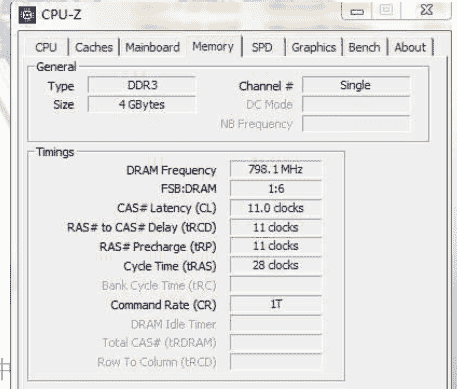 CPU-Z
CPU Caches Mainboard Memory SPD Graphics Bench About
General
Type DDR3 Channel # Single
Size 4 GBytes DC Mode
NB Frequency
Timings
DRAM Frequency 798.1 MHz
FSB:DRAM 1:6
CAS# Latency (CL) 11.0 clocks
RAS# to CAS# Delay (tRCD) 11 clocks
RAS# Precharge (tRP) 11 clocks
Cycle Time (tRAS) 28 clocks
Bank Cycle Time (tRC)
Command Rate (CR) 1T
DRAM Idle Timer
Total CAS# (tRDRAM)
Row To Column (tRCD)